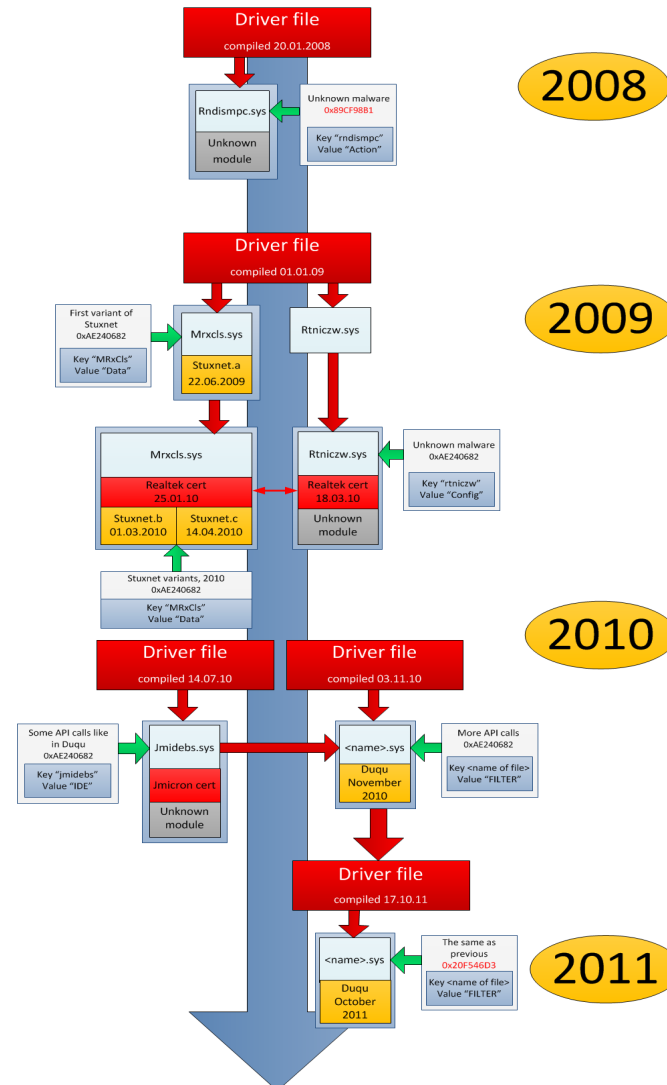 Driver file
compiled 20.01.2008
2008
Rndismpc.sys
Unknown
module
Unknown malware
0x89CF98B1
Key "rndismpc"
Value "Action"
Driver file
compiled 01.01.09
2009
First variant of
Stuxnet
0xAE240682
Key "MRxCls"
Value "Data"
Mrxcls.sys
Stuxnet.a
22.06.2009
Rtniczw.sys
Mrxcls.sys
Realtek cert
25.01.10
Stuxnet.b
01.03.2010
Stuxnet.c
14.04.2010
Rtniczw.sys
Realtek cert
18.03.10
Unknown
module
Unknown malware
0xAE240682
Key "rtniczw"
Value "Config"
Stuxnet variants, 2010
0xAE240682
Key "MRxCls"
Value "Data"
2010
Driver file
compiled 14.07.10
Driver file
compiled 03.11.10
Some API calls like
in Duqu
0xAE240682
Key "jmidebs"
Value "IDE"
Jmidebs.sys
Jmicron cert
Unknown
module
<name>.sys
Duqu
November
2010
More API calls
0xAE240682
Key <name of file>
Value "FILTER"
Driver file
compiled 17.10.11
2011
<name>.sys
Duqu
October
2011
The same as
previous
0x20F546D3
Key <name of file>
Value "FILTER"